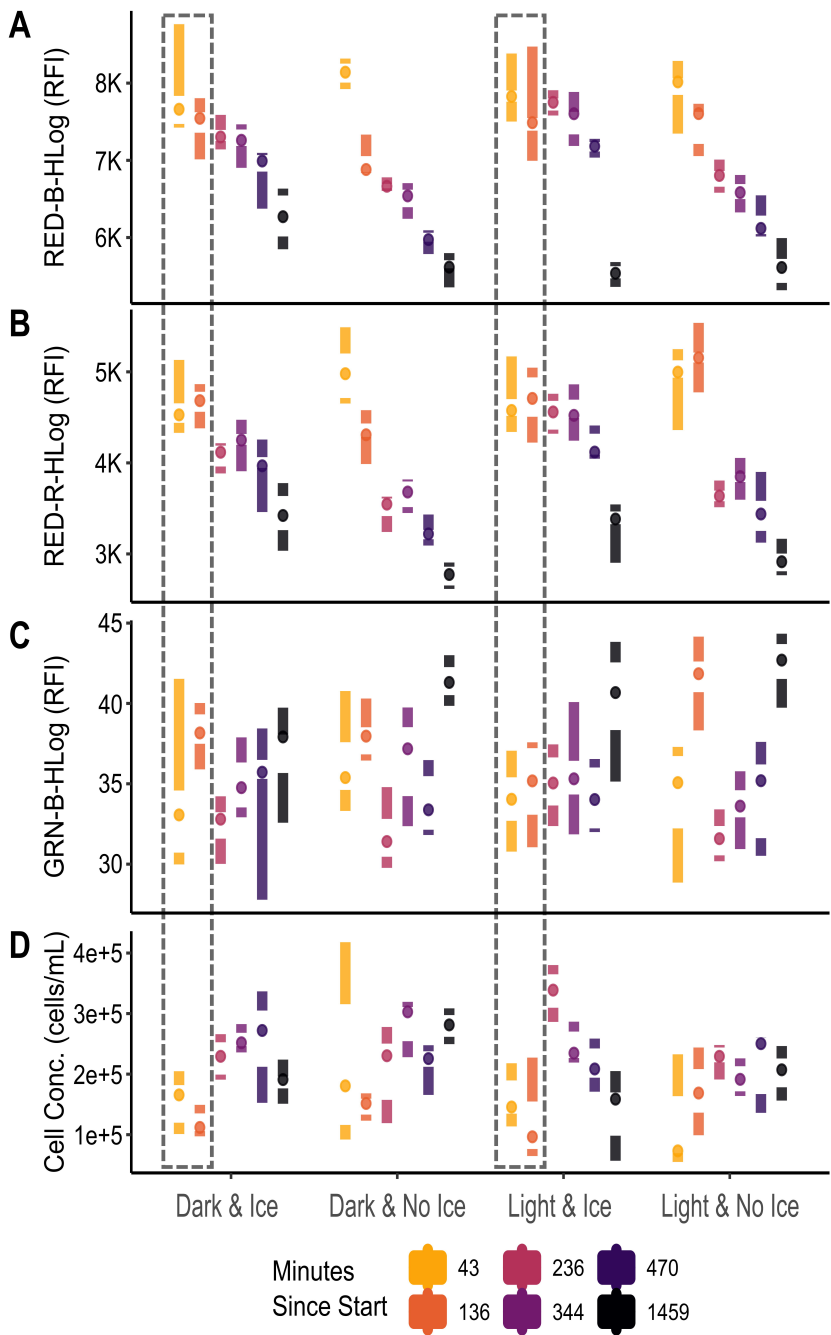 A
RED-B-HLog (RFI)
8K
7K
6K
B
RED-R-HLog (RFI)
5K
4K
3K
C
GRN-B-HLog (RFI)
45
40
35
30
D
Cell Conc. (cells/mL)
4e+5
3e+5
2e+5
1e+5
Dark & Ice Dark & No Ice Light & Ice Light & No Ice
Minutes
Since Start
43 236 470
136 344 1459